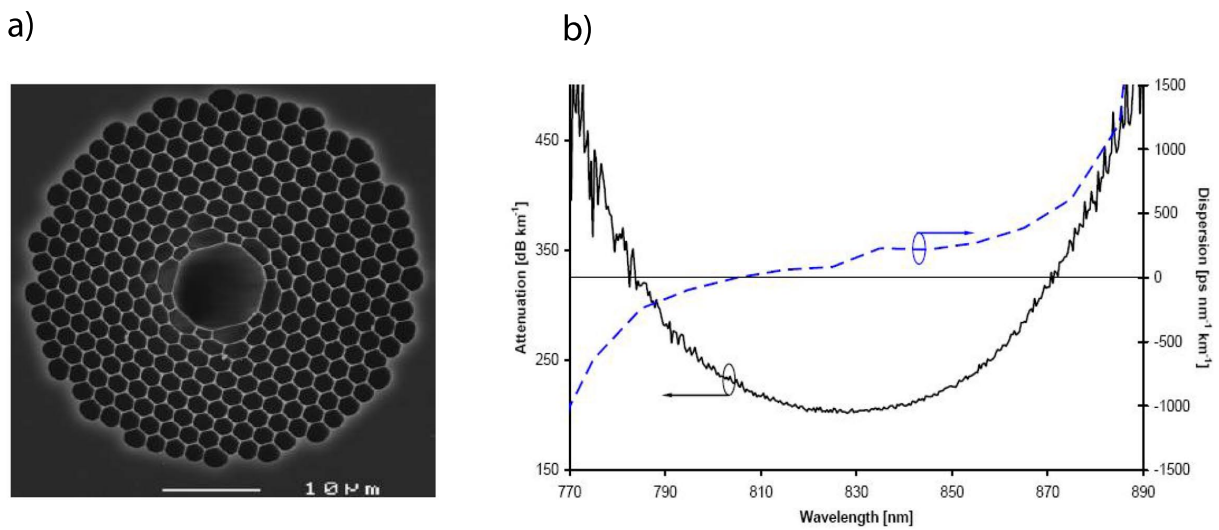 a)
b)
10 µm
Attenuation [dB km⁻¹]
450
350
250
150
1500
1000
500
0
-500
-1000
-1500
Dispersion [ps nm⁻¹ km⁻¹]
770 790 810 830 850 870 890
Wavelength [nm]